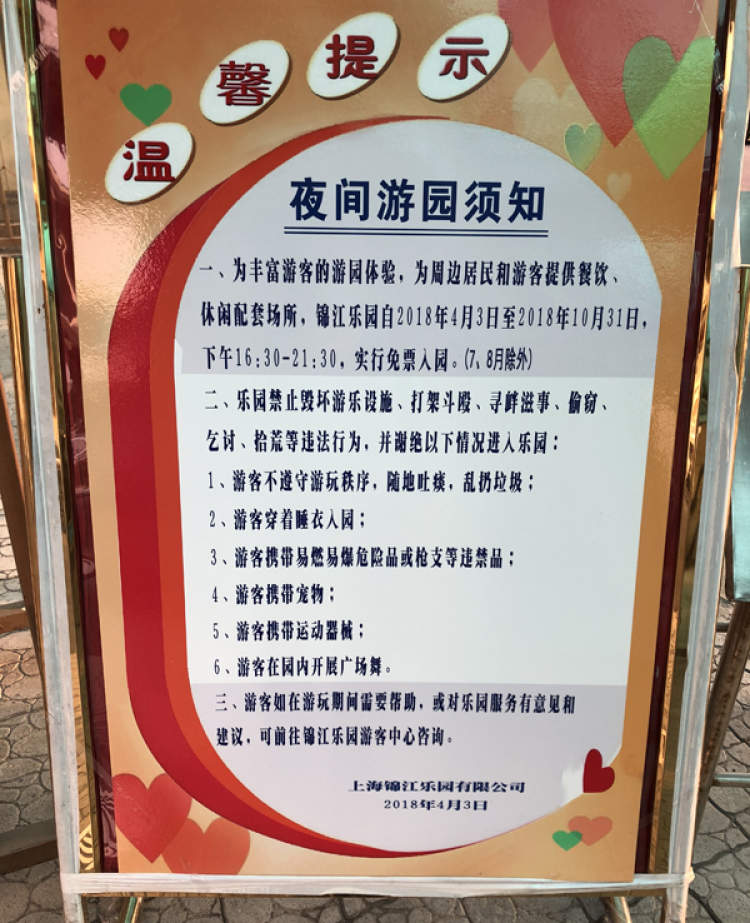 温馨提示
夜间游园须知
一、为丰富游客的游园体验，为周边居民和游客提供餐饮、
休闲配套场所，锦江乐园自2018年4月3日至2018年10月31日，
下午16:30-21:30，实行免票入园。(7、8月除外)
二、乐园禁止毁坏游乐设施、打架斗殴、寻衅滋事、偷窃、
乞讨、拾荒等违法行为，并谢绝以下情况进入乐园：
1、游客不遵守游玩秩序，随地吐痰，乱扔垃圾；
2、游客穿着睡衣入园；
3、游客携带易燃易爆危险品或枪支等违禁品；
4、游客携带宠物；
5、游客携带运动器械；
6、游客在园内开展广场舞。
三、游客如在游玩期间需要帮助，或对乐园服务有意见和
建议，可前往锦江乐园游客中心咨询。
上海锦江乐园有限公司
2018年4月3日